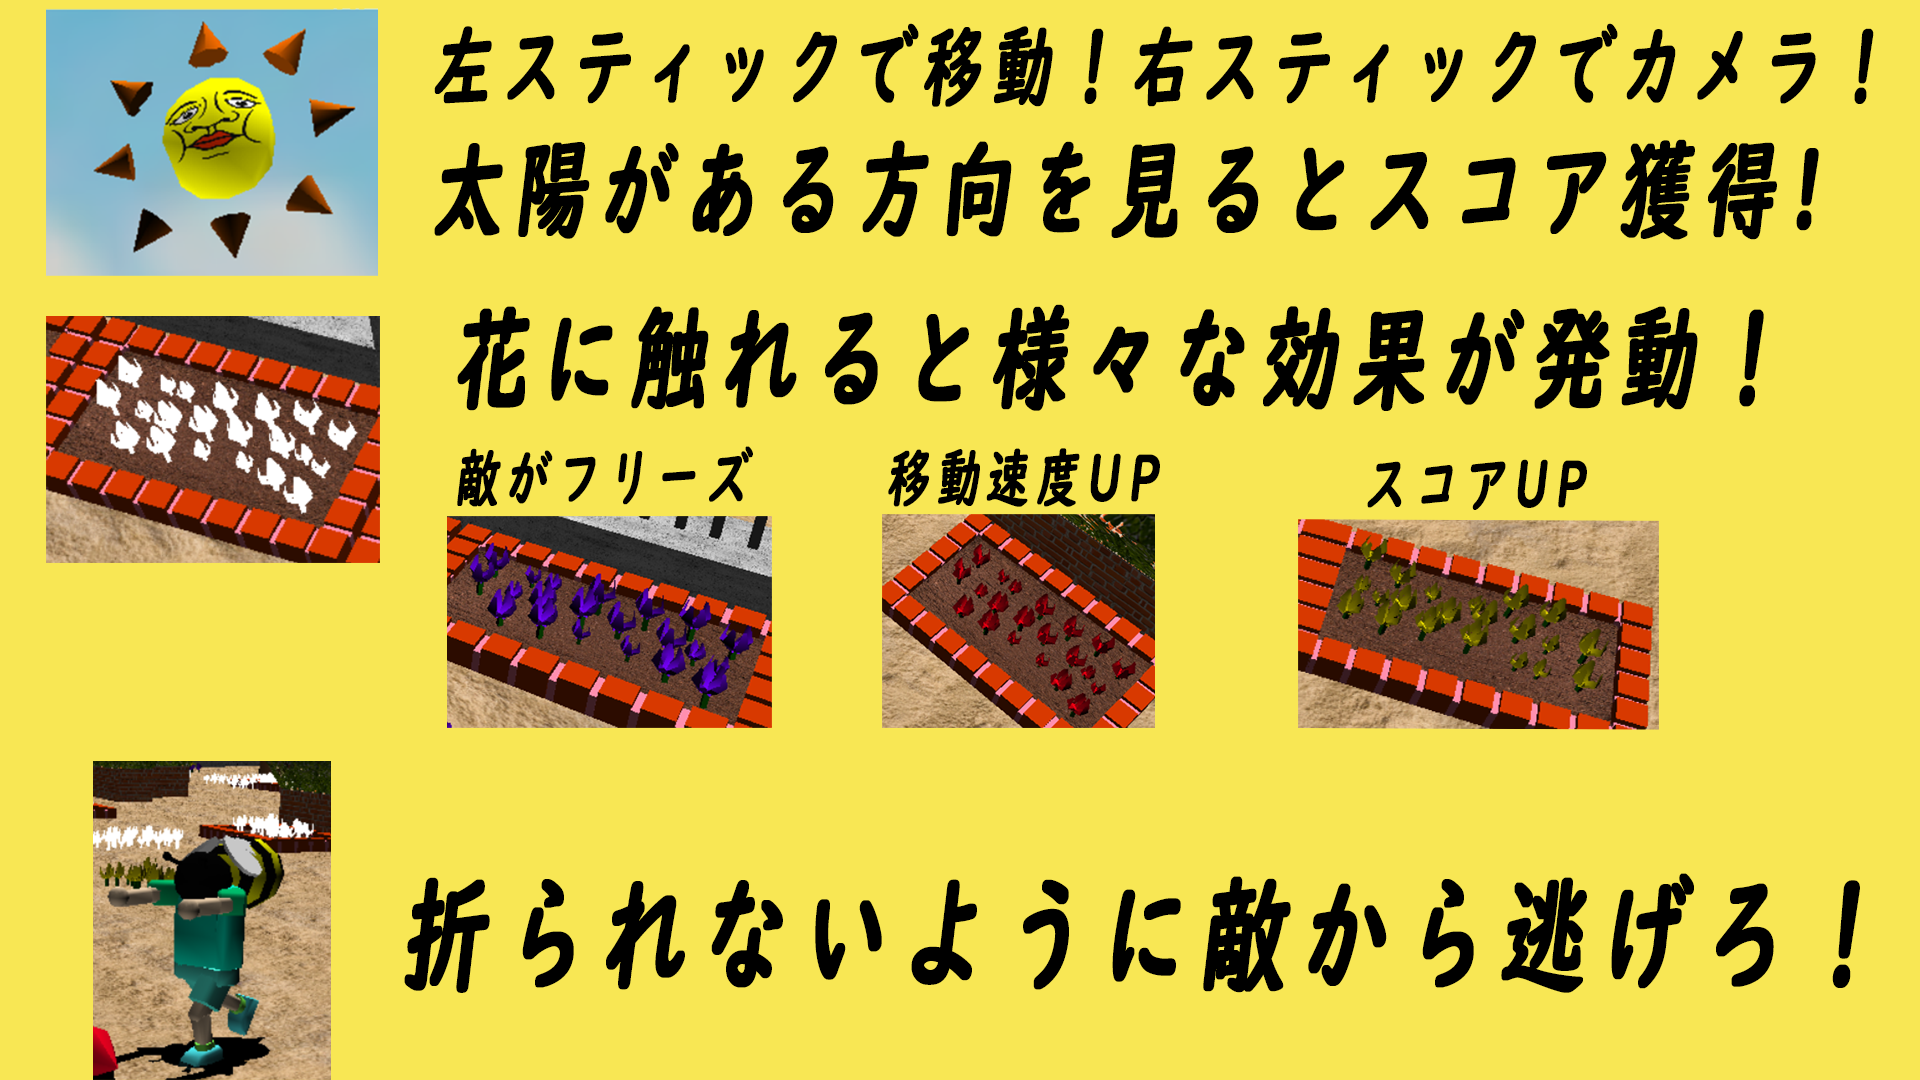 左スティックで移動！右スティックでカメラ！
太陽がある方向を見るとスコア獲得！
花に触れると様々な効果が発動！
敵がフリーズ
移動速度UP
スコアUP
折られないように敵から逃げろ！